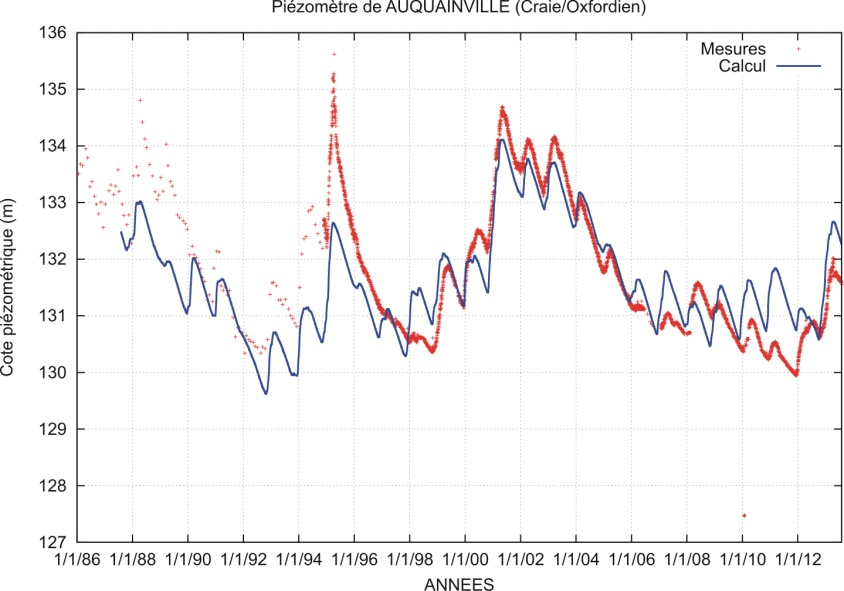 Piézomètre de AUQUAINVILLE (Craie/Oxfordien)
136
135
134
133
132
131
130
129
128
127
Cote piézométrique (m)
Mesures
Calcul
1/1/86 1/1/88 1/1/90 1/1/92 1/1/94 1/1/96 1/1/98 1/1/00 1/1/02 1/1/04 1/1/06 1/1/08 1/1/10 1/1/12
ANNEES